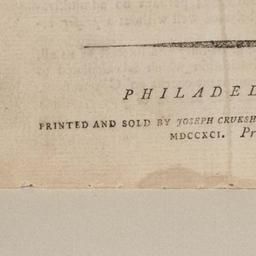 PHILADEL
PRINTED AND SOLD BY JOSEPH CRUKSH
MDCCXCI. Pr